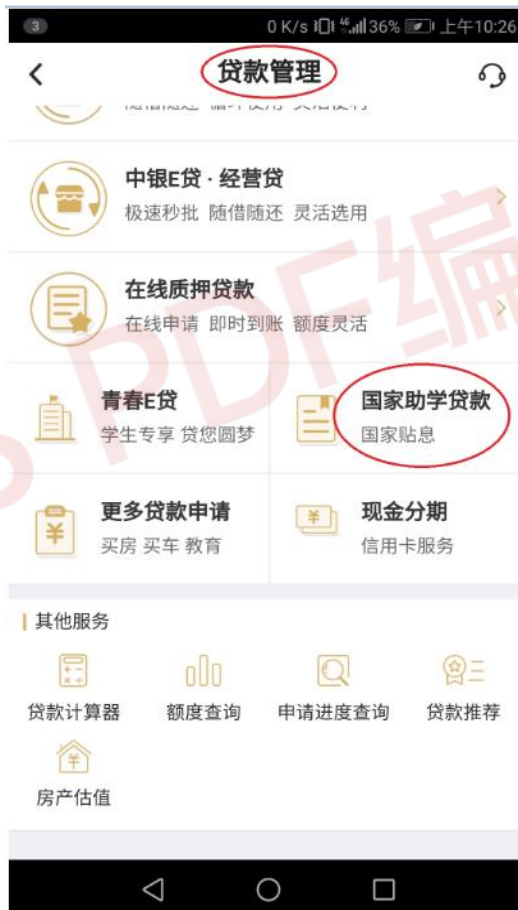 3
0 K/s 46 36% 上午10:26
贷款管理
中银E贷·经营贷
极速秒批 随借随还 灵活选用
在线质押贷款
在线申请 即时到账 额度灵活
青春E贷
学生专享 贷您圆梦
国家助学贷款
国家贴息
更多贷款申请
买房 买车 教育
现金分期
信用卡服务
其他服务
贷款计算器
额度查询
申请进度查询
贷款推荐
房产估值
S PDF编